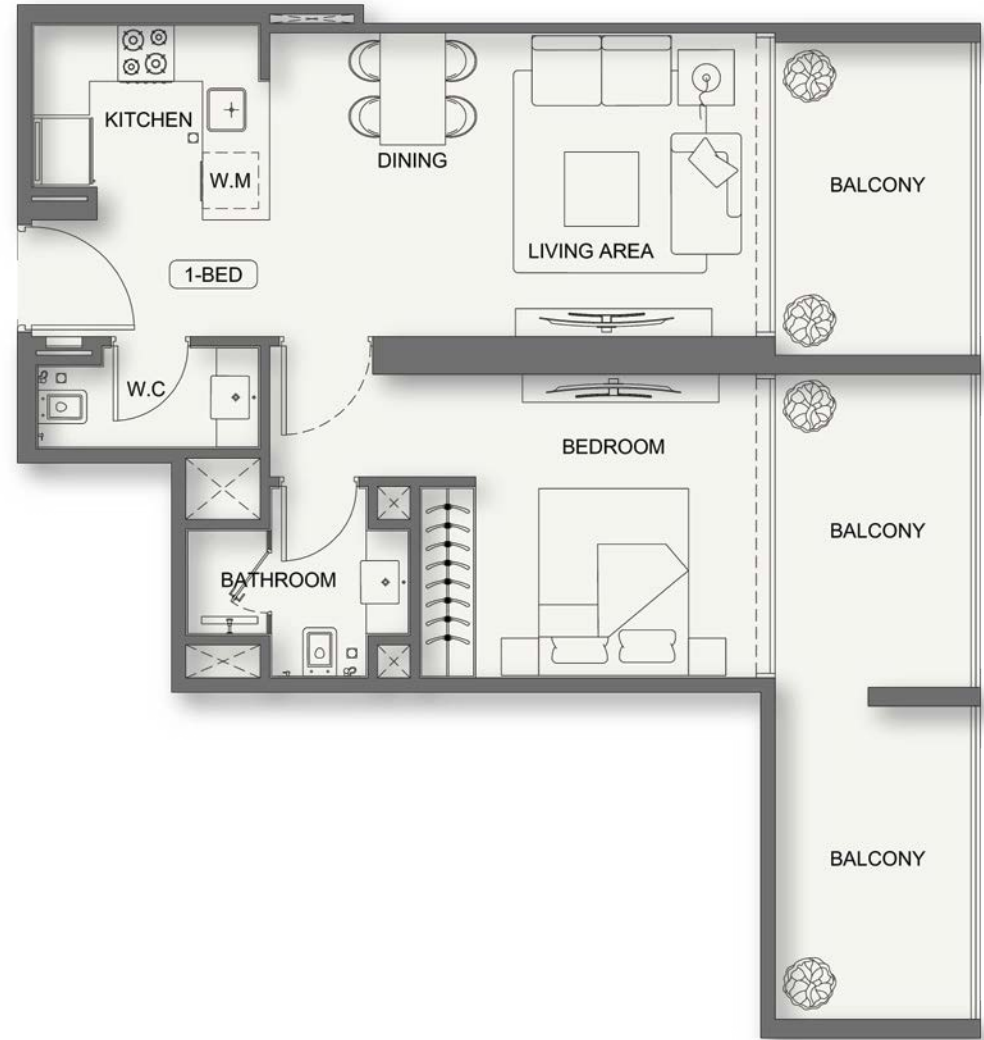 KITCHEN
W.M
DINING
LIVING AREA
BALCONY
1-BED
W.C
BEDROOM
BALCONY
BATHROOM
BALCONY